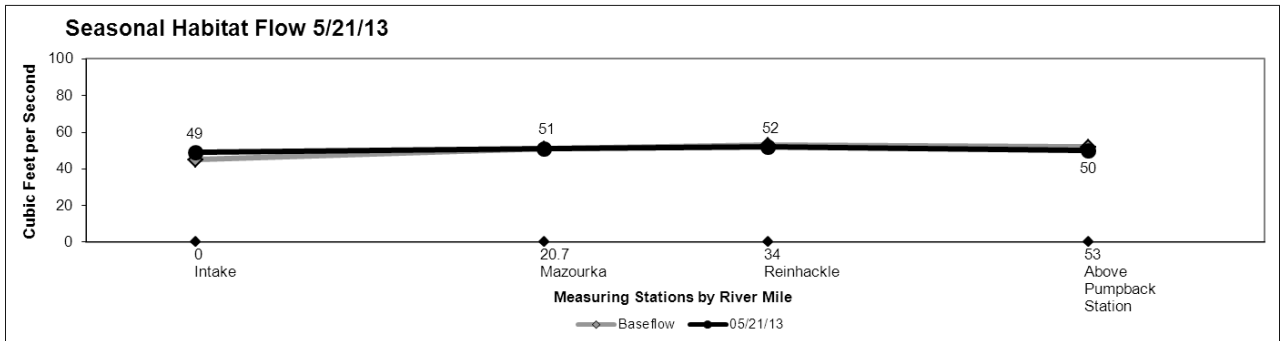 Seasonal Habitat Flow 5/21/13
Cubic Feet per Second
100
80
60
40
20
0
49
51
52
50
0
Intake
20.7
Mazourka
34
Reinhackle
53
Above
Pumpback
Station
Measuring Stations by River Mile
Baseflow
05/21/13